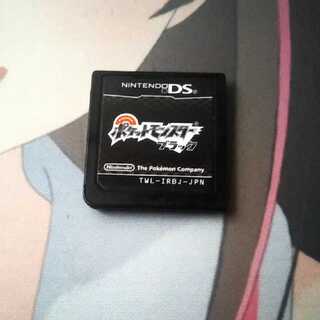 NINTENDO DS
ポケットモンスター
ブラック
Nintendo The Pokémon Company
TWL-IRBJ-JPN